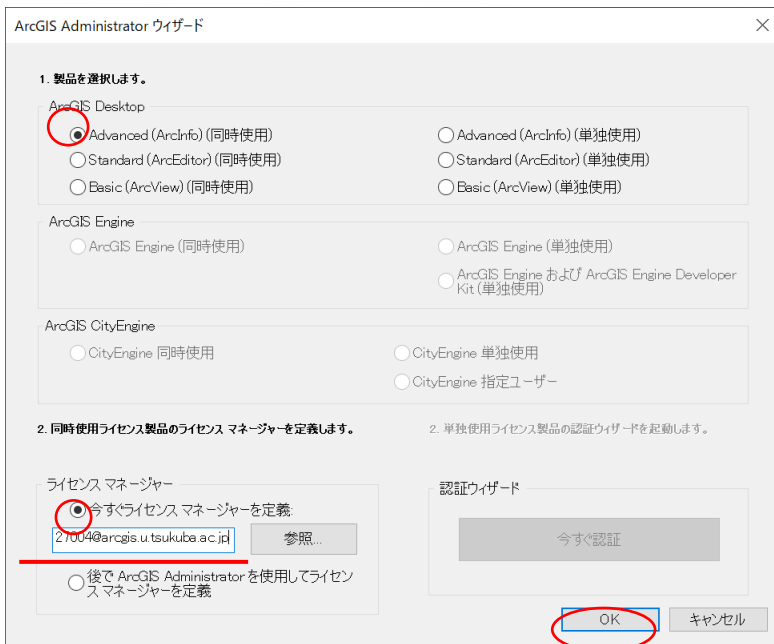 ArcGIS Administrator ウィザード
1. 製品を選択します。
ArcGIS Desktop
Advanced (ArcInfo) (同時使用)
Advanced (ArcInfo) (単独使用)
Standard (ArcEditor) (同時使用)
Standard (ArcEditor) (単独使用)
Basic (ArcView) (同時使用)
Basic (ArcView) (単独使用)
ArcGIS Engine
ArcGIS Engine (同時使用)
ArcGIS Engine (単独使用)
ArcGIS Engine および ArcGIS Engine Developer
Kit (単独使用)
ArcGIS CityEngine
CityEngine 同時使用
CityEngine 単独使用
CityEngine 指定ユーザー
2. 同時使用ライセンス製品のライセンス マネージャーを定義します。
2. 単独使用ライセンス製品の認証ウィザードを起動します。
ライセンス マネージャー
今すぐライセンス マネージャーを定義:
27004@arcgis.u.tsukuba.ac.jp
参照...
後で ArcGIS Administrator を使用してライセン
ス マネージャーを定義
認証ウィザード
今すぐ認証
OK
キャンセル